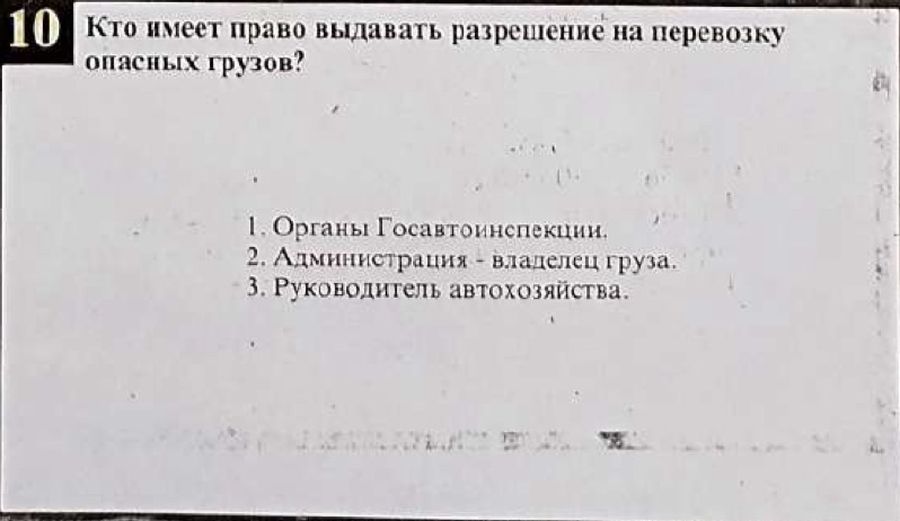 10 Кто имеет право выдавать разрешение на перевозку
опасных грузов?
1. Органы Госавтоинспекции.
2. Администрация - владелец груза.
3. Руководитель автохозяйства.